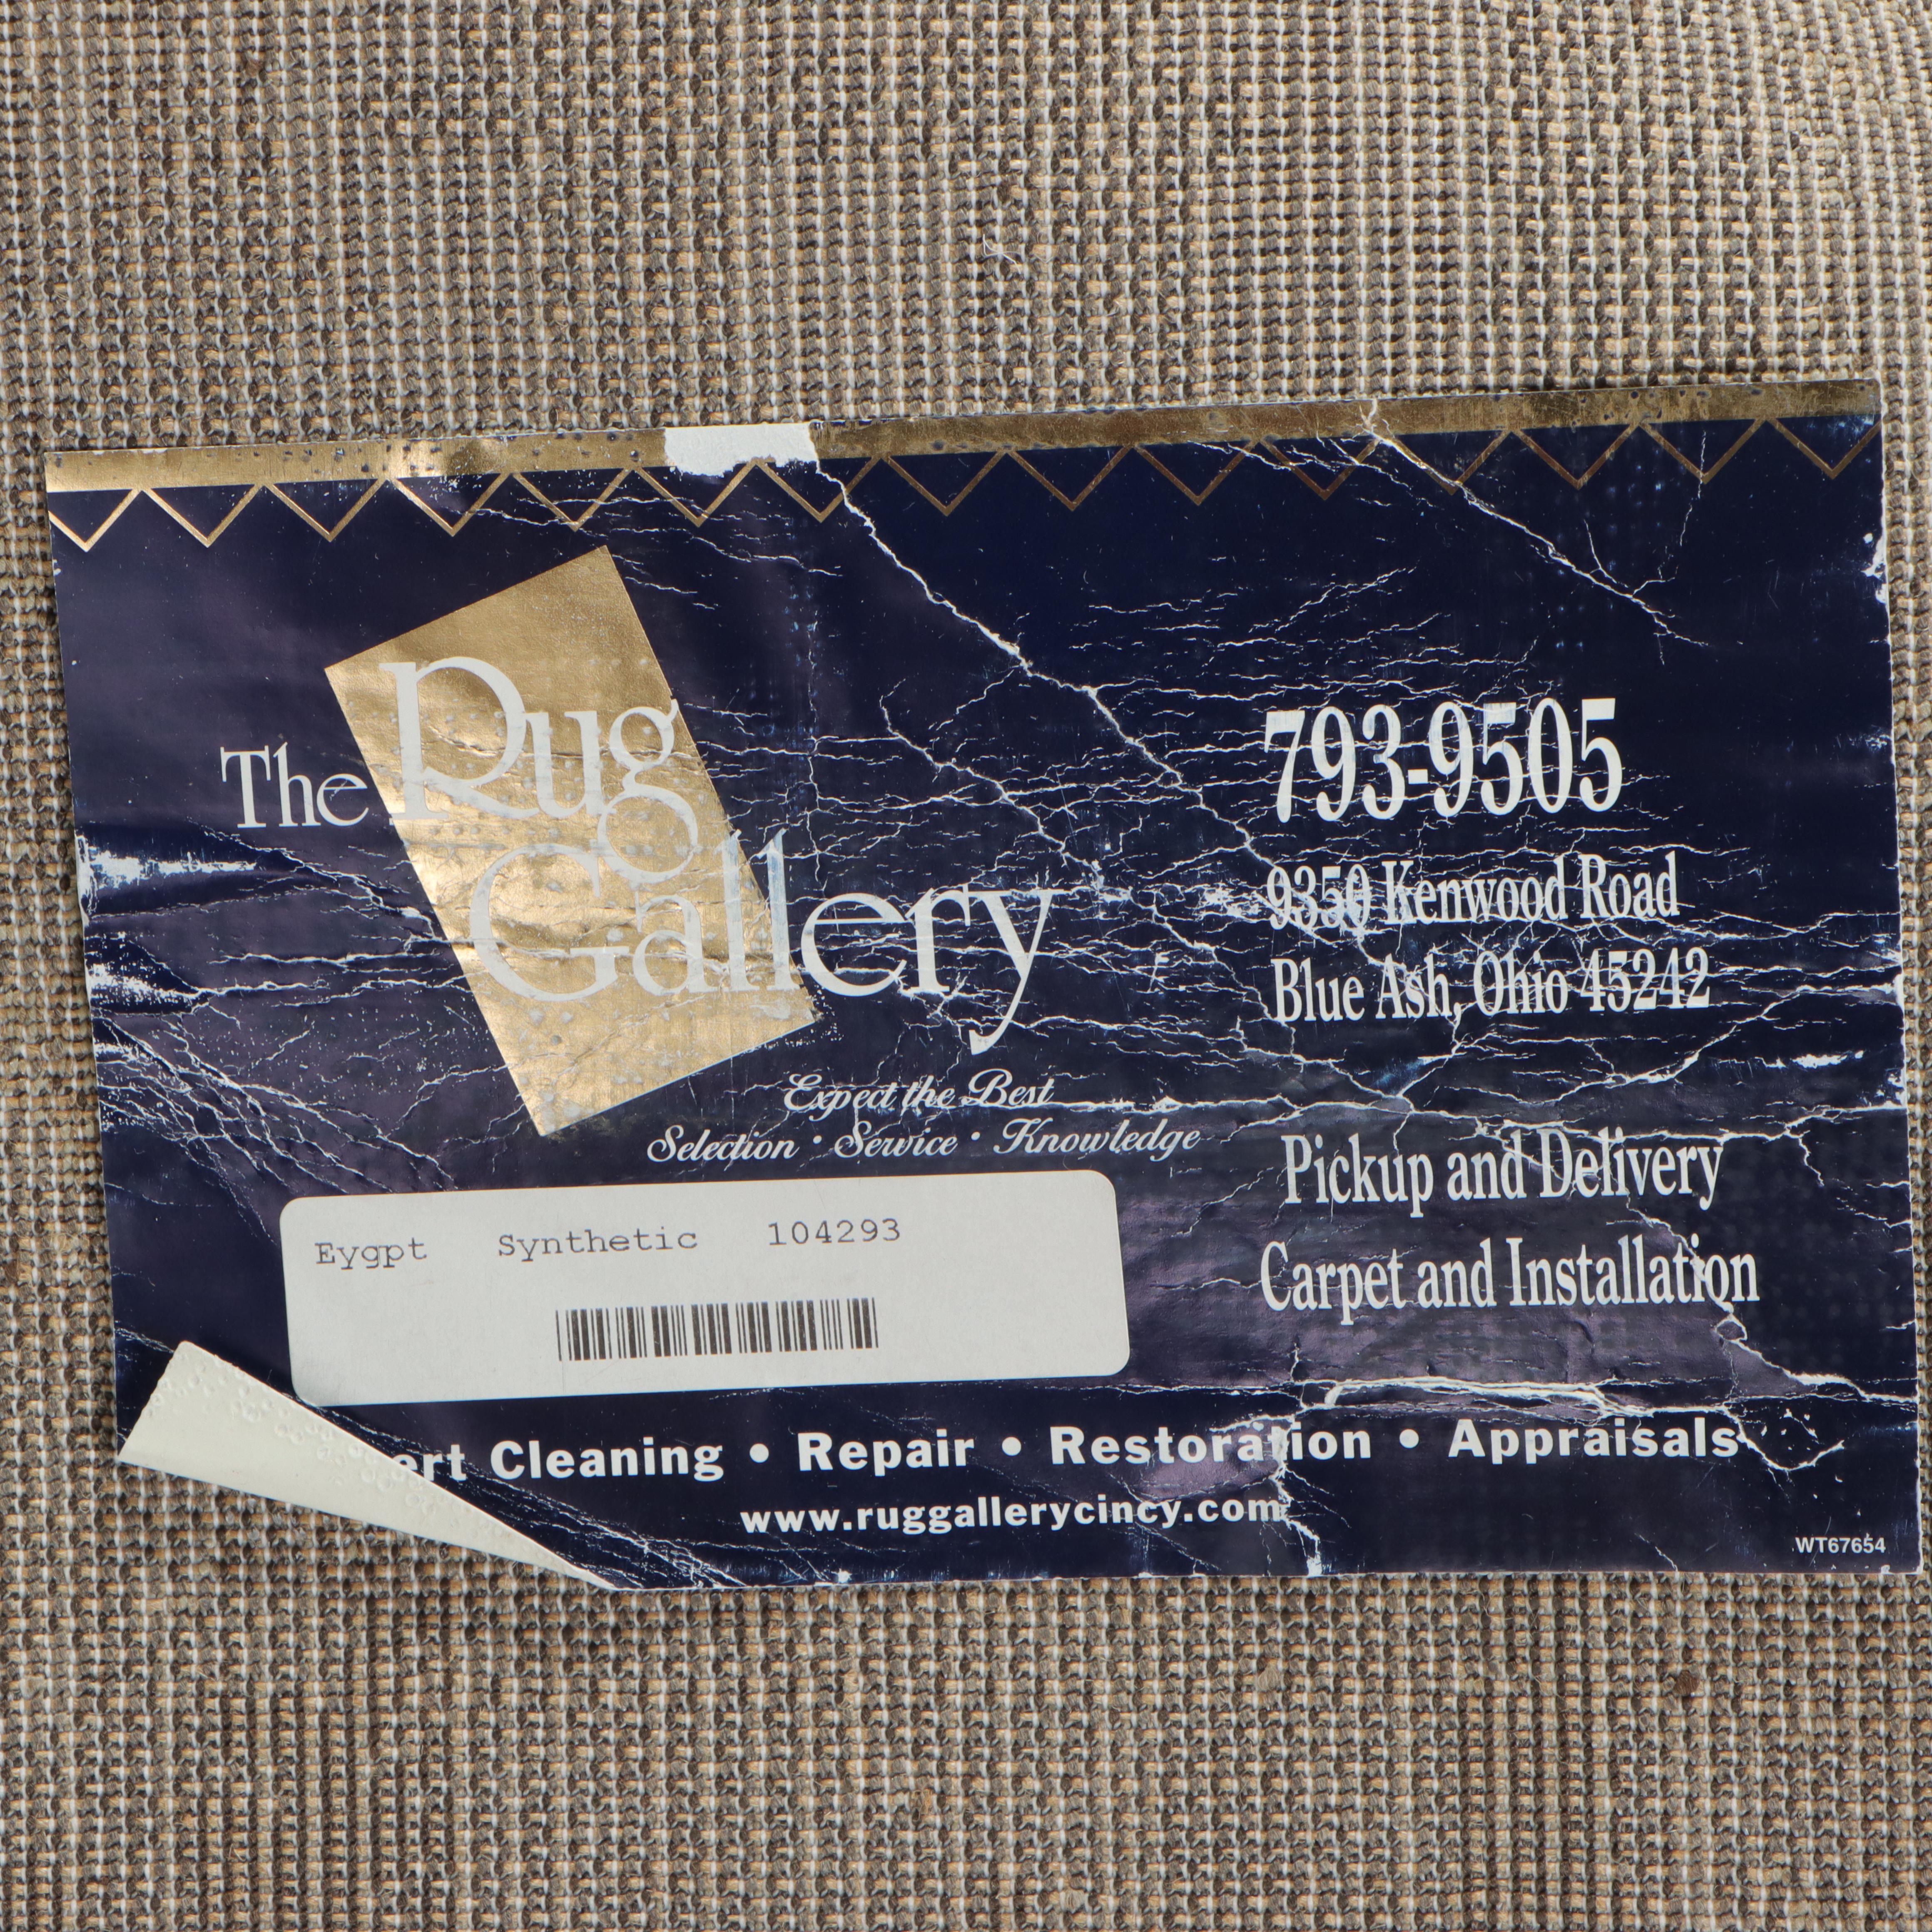 The Rug
Gallery
Expect the Best
Selection • Service • Knowledge
793-9505
9350 Kenwood Road
Blue Ash, Ohio 45242
Pickup and Delivery
Carpet and Installation
Eygpt Synthetic 104293
Cleaning • Repair • Restoration • Appraisals
www.ruggallerycincy.com
WT67654